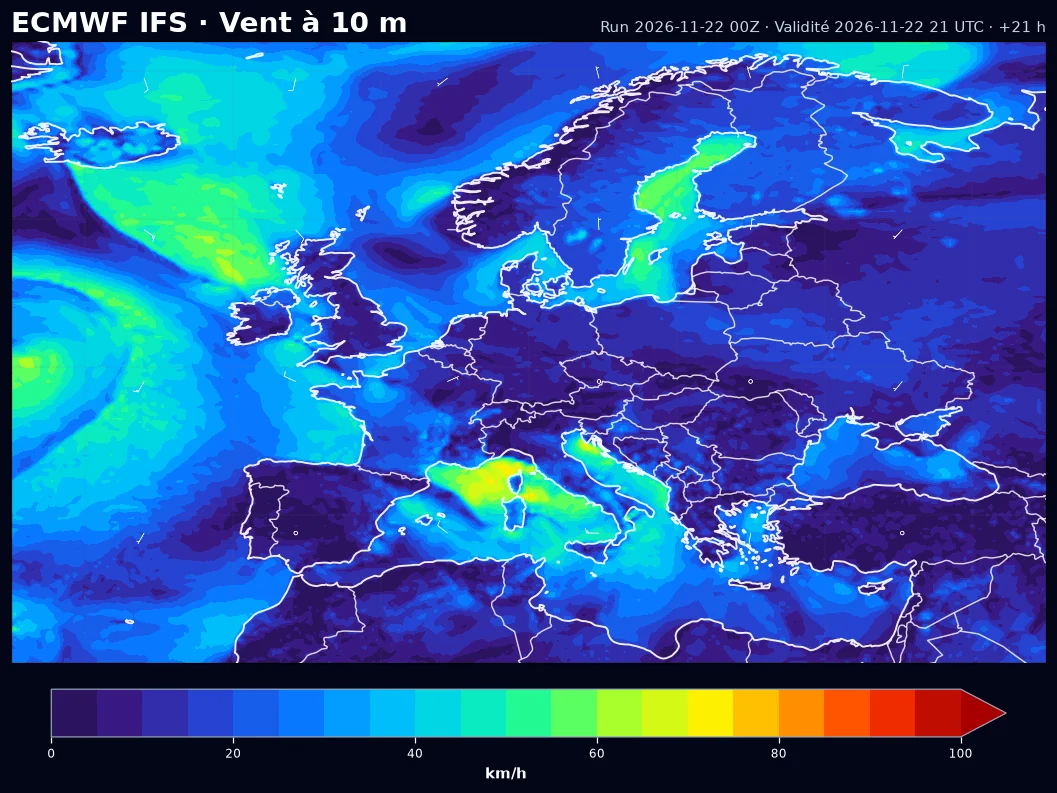 ECMWF IFS · Vent à 10 m
Run 2026-11-22 00Z · Validité 2026-11-22 21 UTC · +21 h
0 20 40 60 80 100
km/h